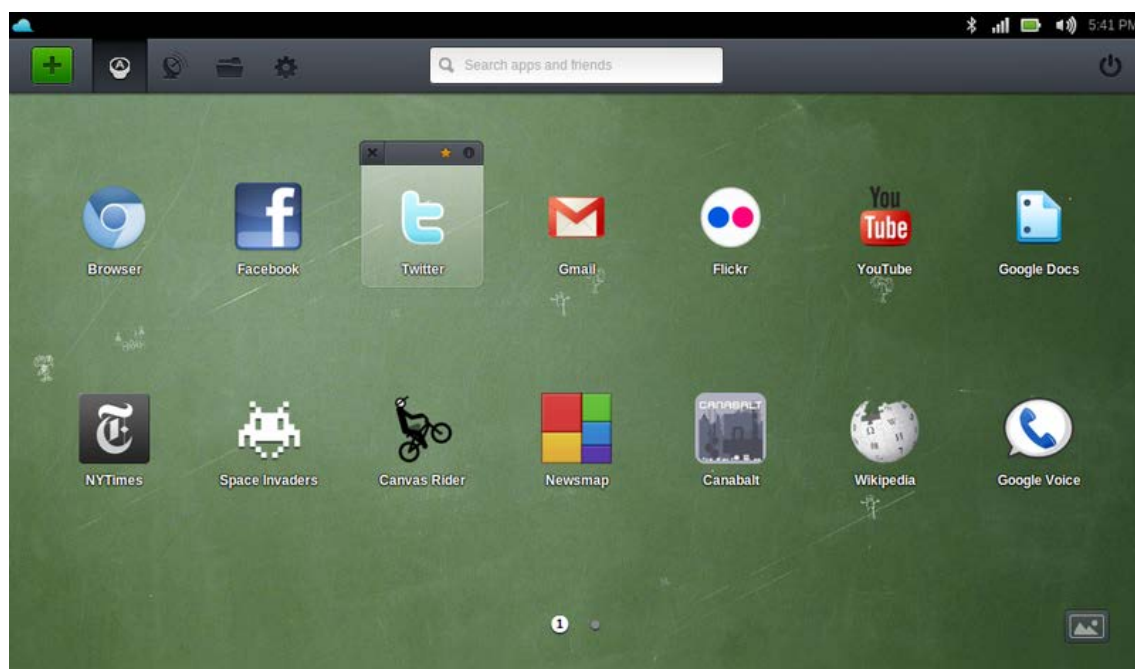 5:41 PM
Search apps and friends
You
Tube
Browser
Facebook
Twitter
Gmail
Flickr
YouTube
Google Docs
CANABALT
NYTimes
Space Invaders
Canvas Rider
Newsmap
Canabalt
Wikipedia
Google Voice
1